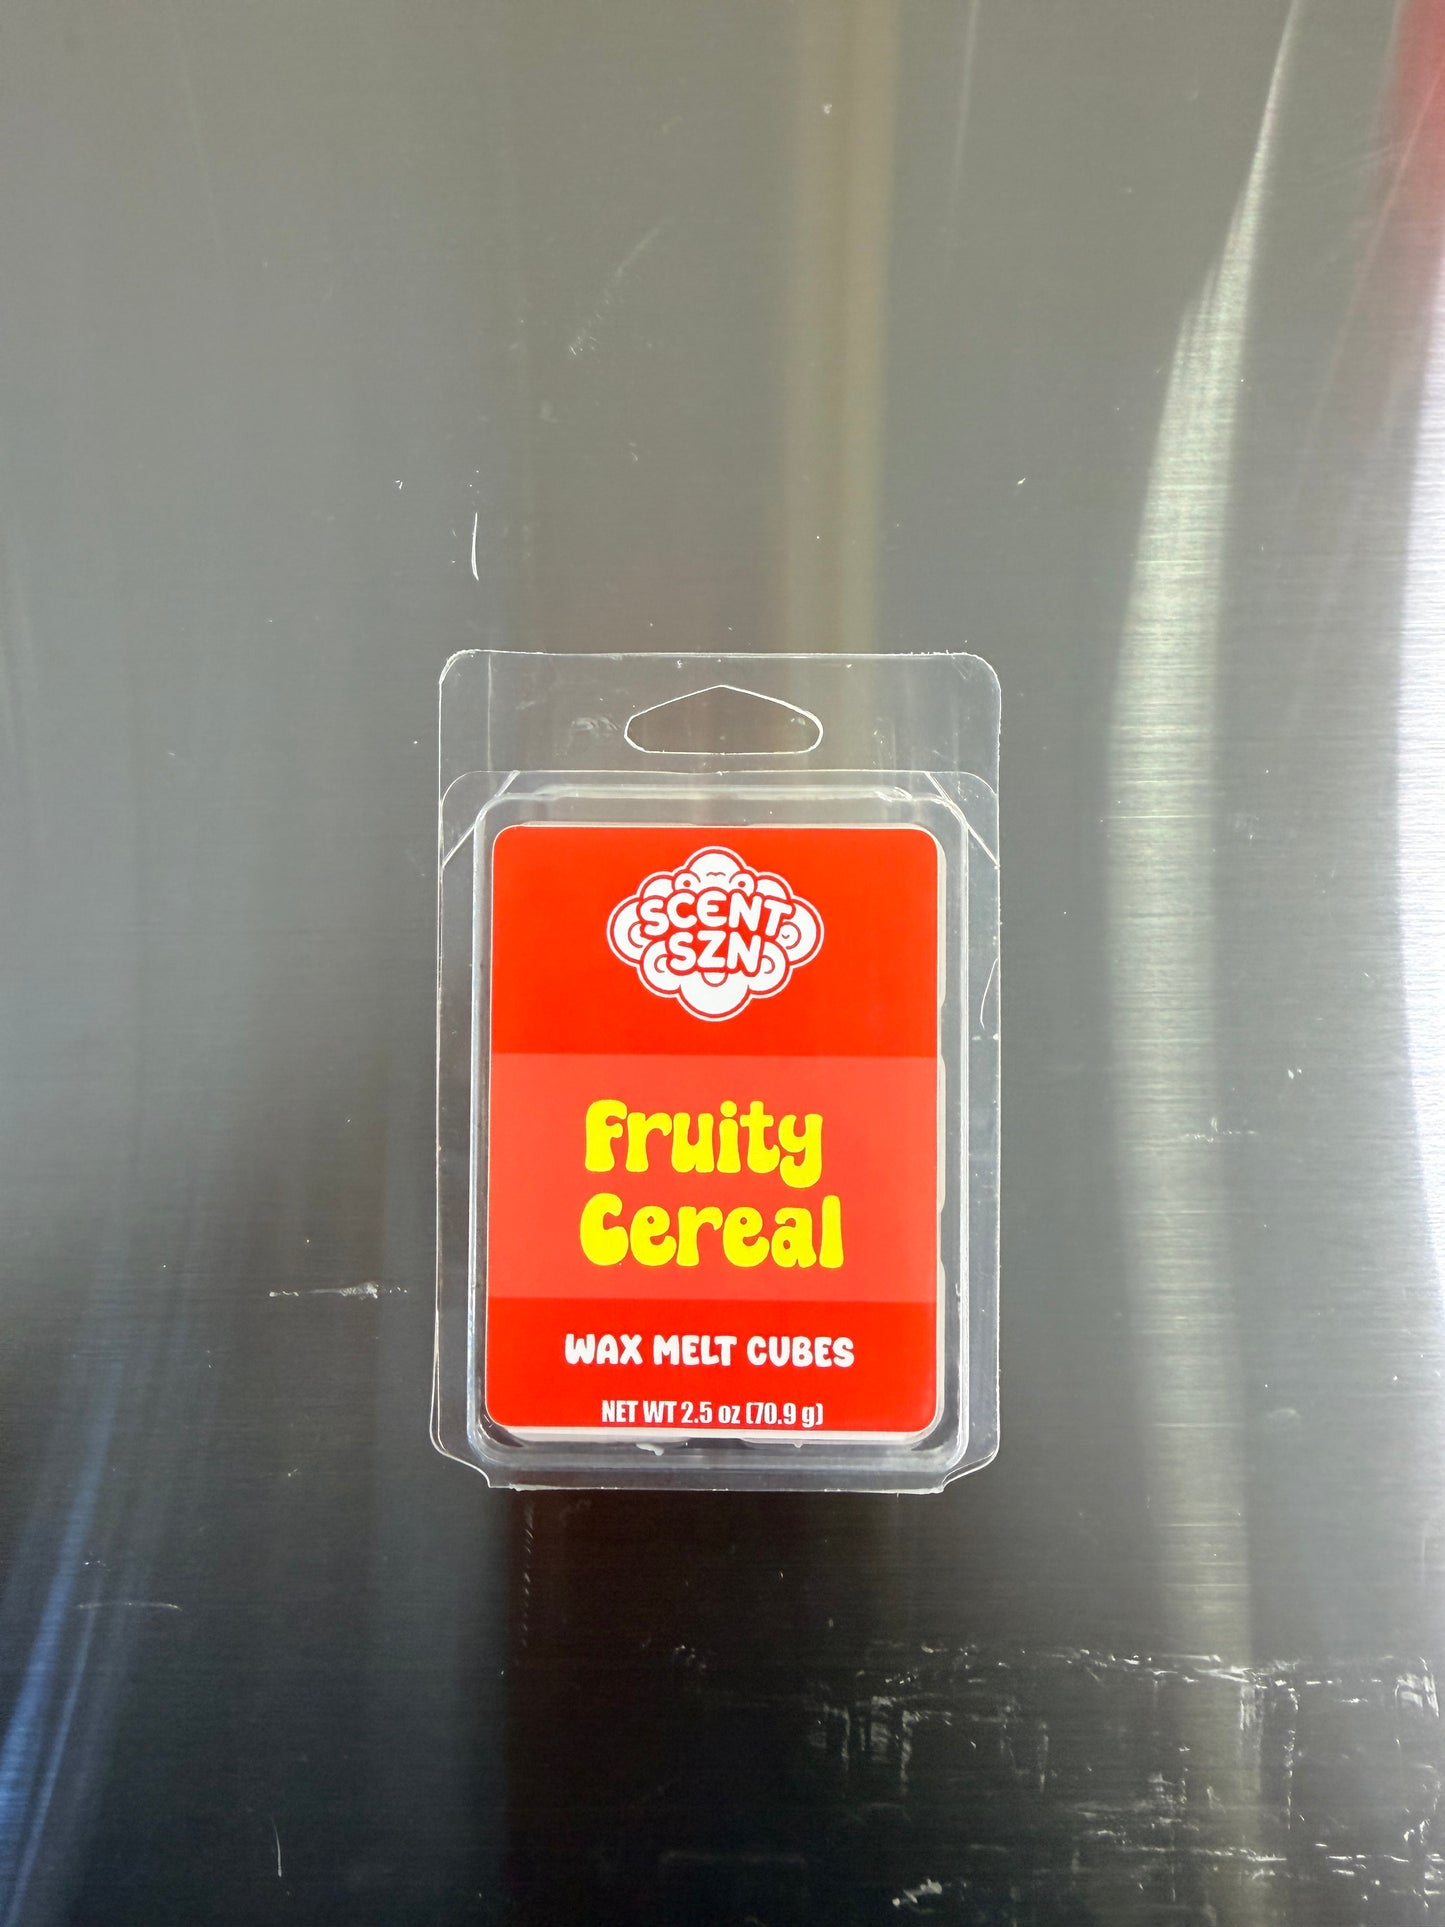 SCENT
SZN
Fruity
Cereal
WAX MELT CUBES
NET WT 2.5 oz (70.9 g)